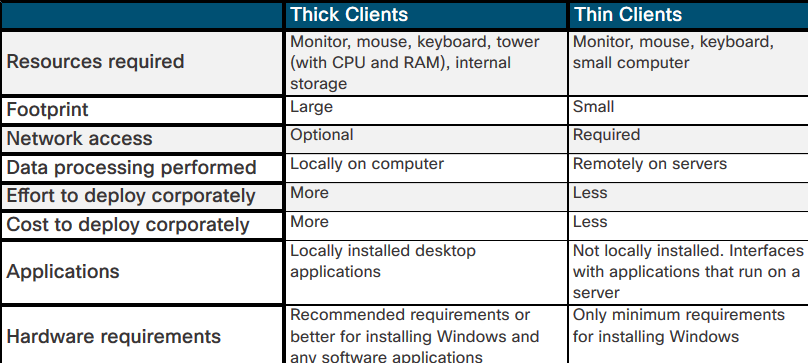 Thick Clients
Thin Clients
Resources required
Monitor, mouse, keyboard, tower
(with CPU and RAM), internal
storage
Monitor, mouse, keyboard,
small computer
Footprint
Large
Small
Network access
Optional
Required
Data processing performed
Locally on computer
Remotely on servers
Effort to deploy corporately
More
Less
Cost to deploy corporately
More
Less
Applications
Locally installed desktop
applications
Not locally installed. Interfaces
with applications that run on a
server
Hardware requirements
Recommended requirements or
better for installing Windows and
any software applications
Only minimum requirements
for installing Windows